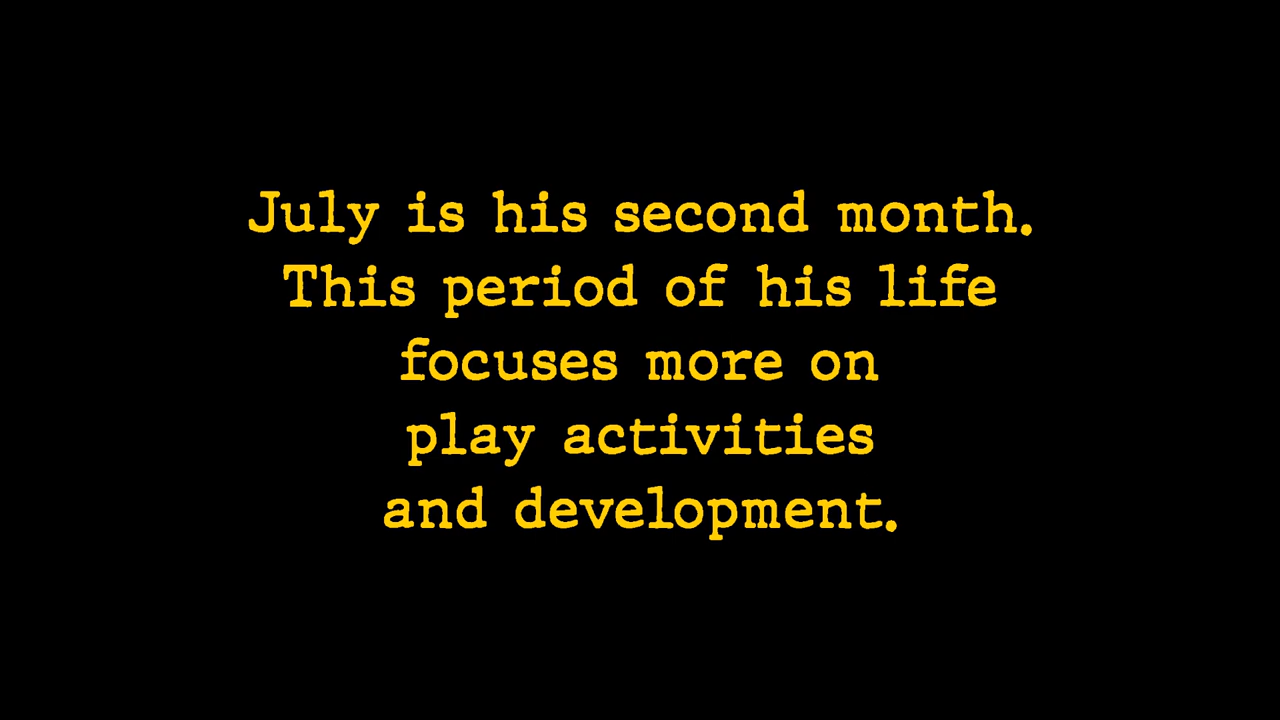 July is his second month.
This period of his life
focuses more on
play activities
and development.